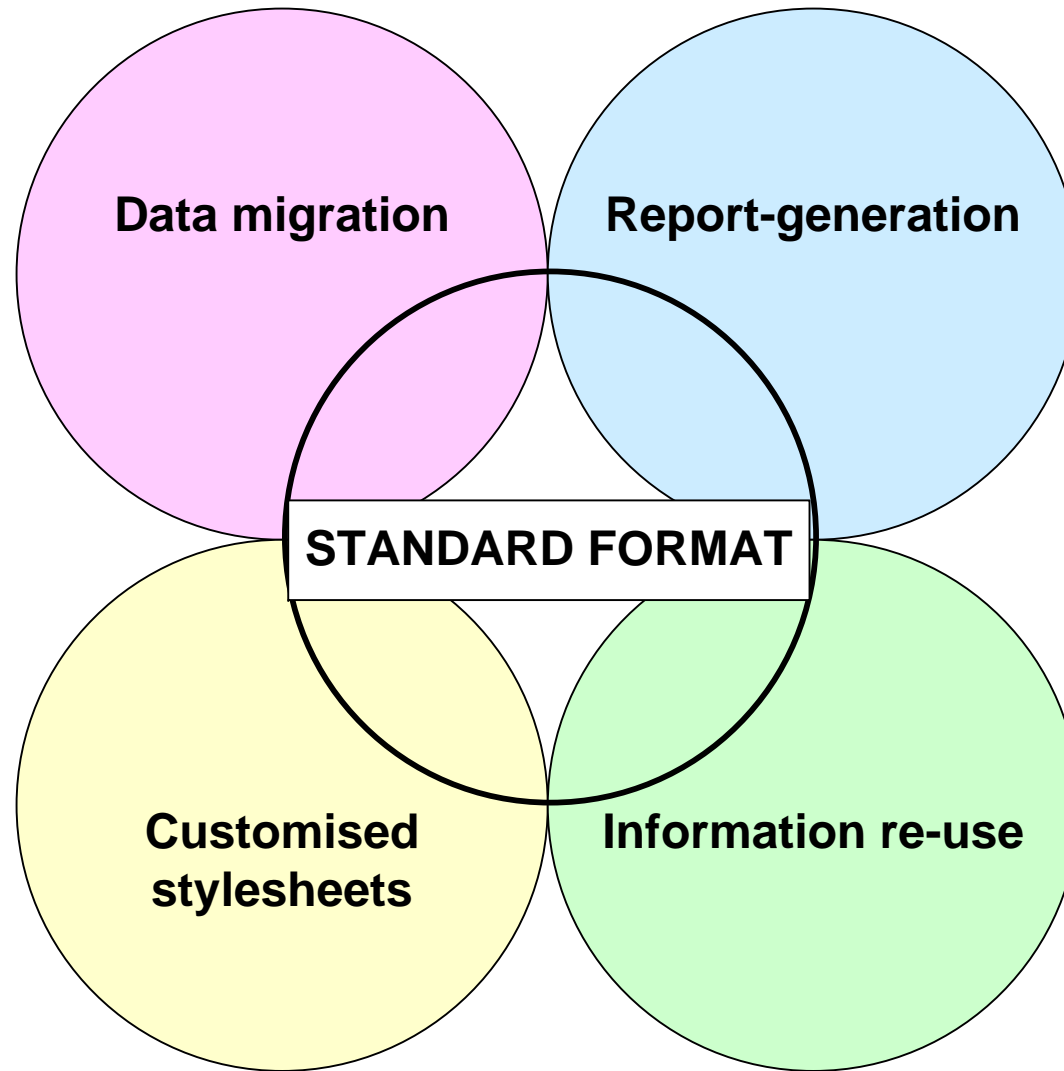 Data migration
Report-generation
STANDARD FORMAT
Customised
stylesheets
Information re-use